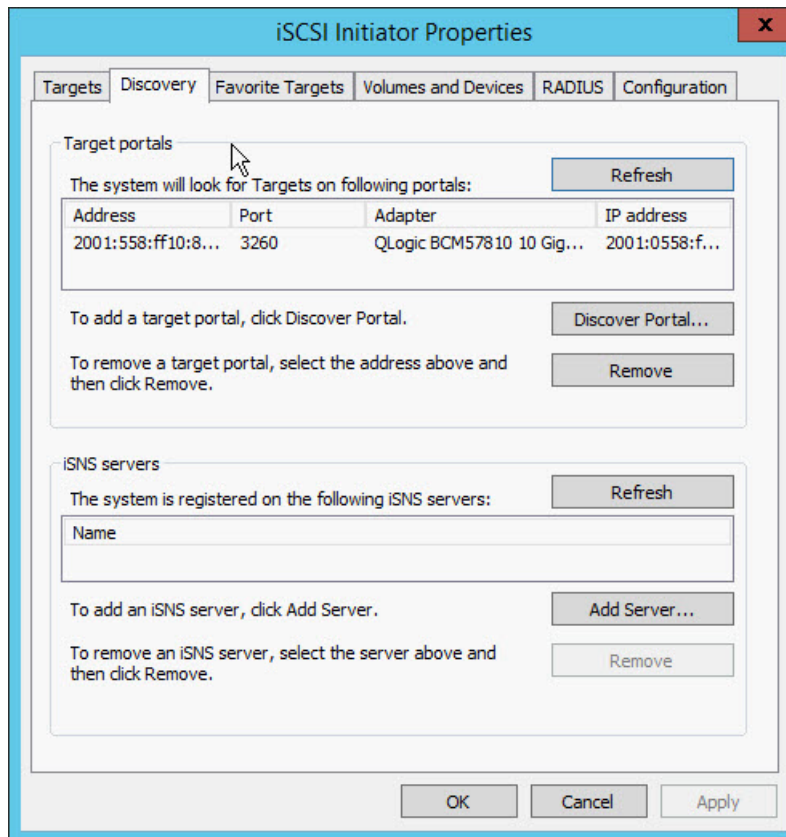 iSCSI Initiator Properties
x
Targets Discovery Favorite Targets Volumes and Devices RADIUS Configuration
Target portals
The system will look for Targets on following portals:
Refresh
Address Port Adapter IP address
2001:558:ff10:8... 3260 QLogic BCM57810 10 Gig... 2001:0558:f...
To add a target portal, click Discover Portal.
Discover Portal...
To remove a target portal, select the address above and
then click Remove.
Remove
iSNS servers
The system is registered on the following iSNS servers:
Refresh
Name
To add an iSNS server, click Add Server.
Add Server...
To remove an iSNS server, select the server above and
then click Remove.
Remove
OK Cancel Apply